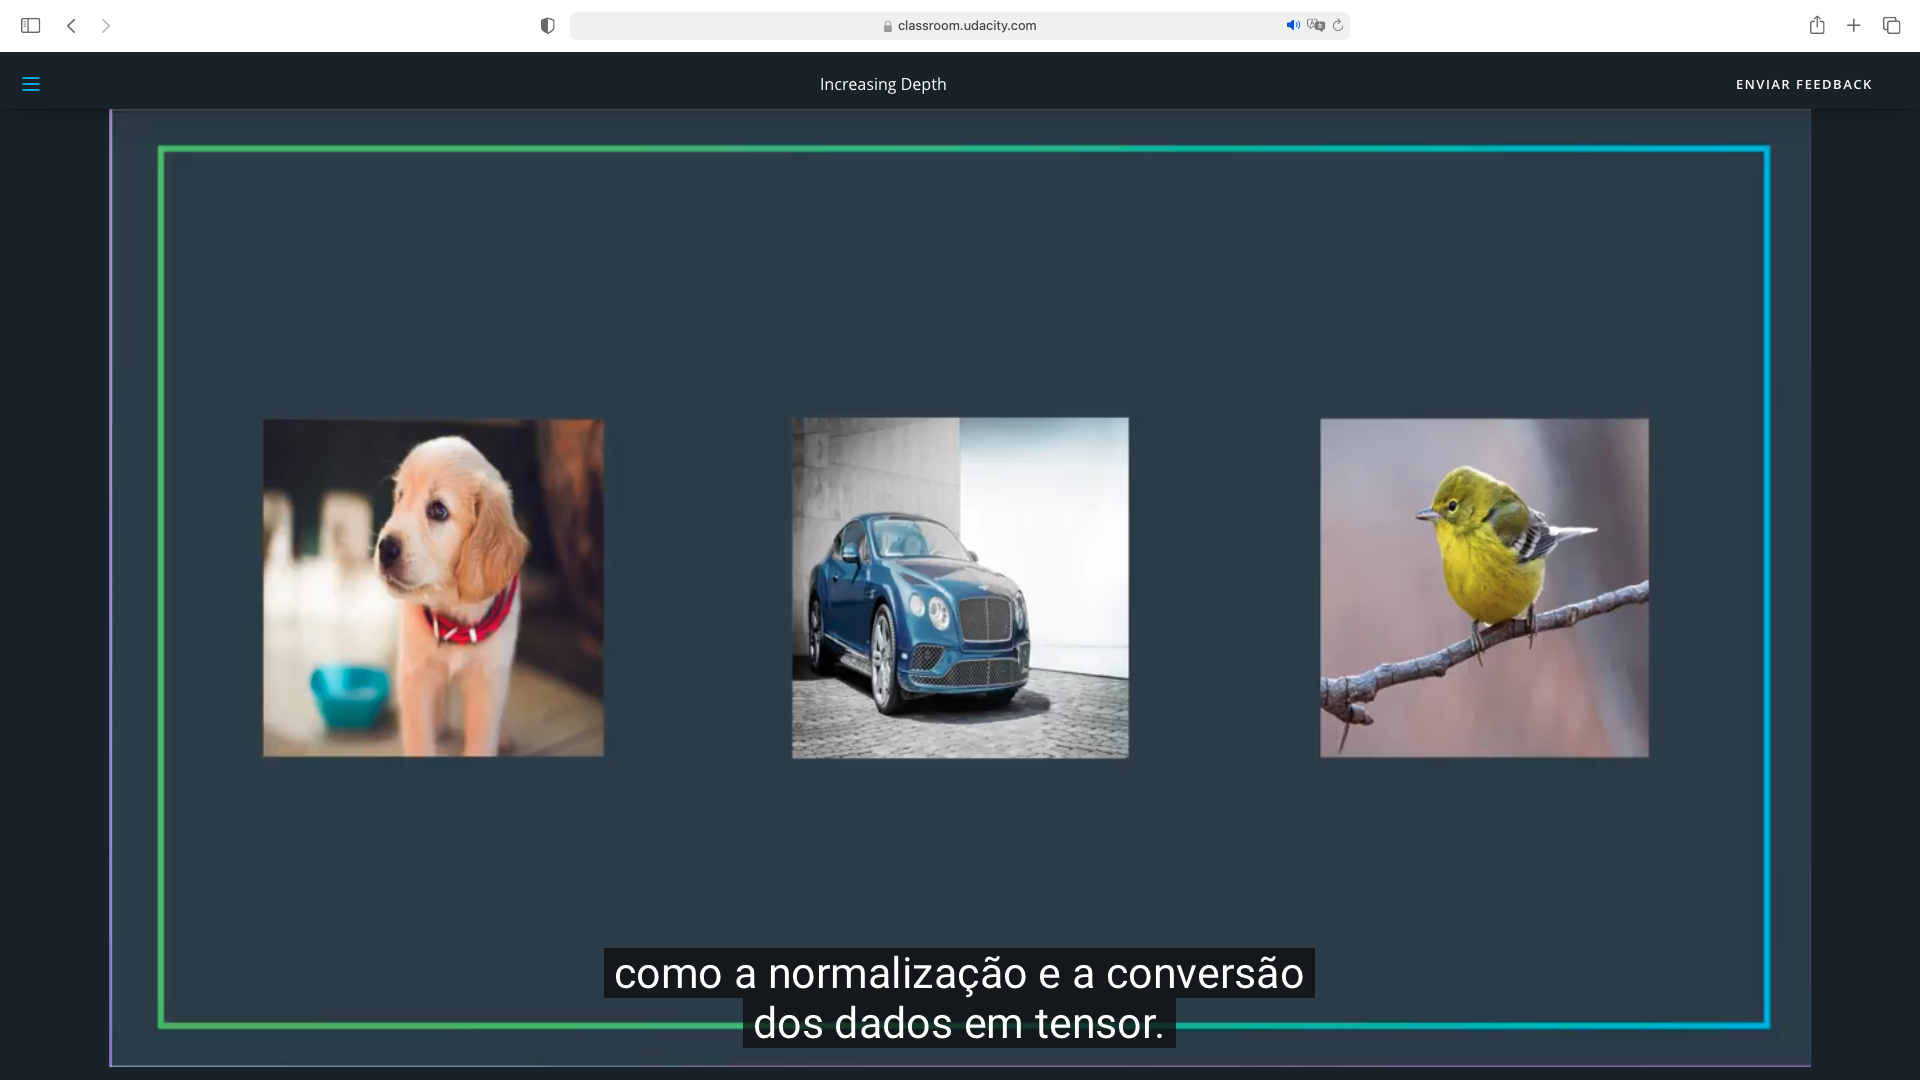 classroom.udacity.com
Increasing Depth
ENVIAR FEEDBACK
como a normalização e a conversão
dos dados em tensor.